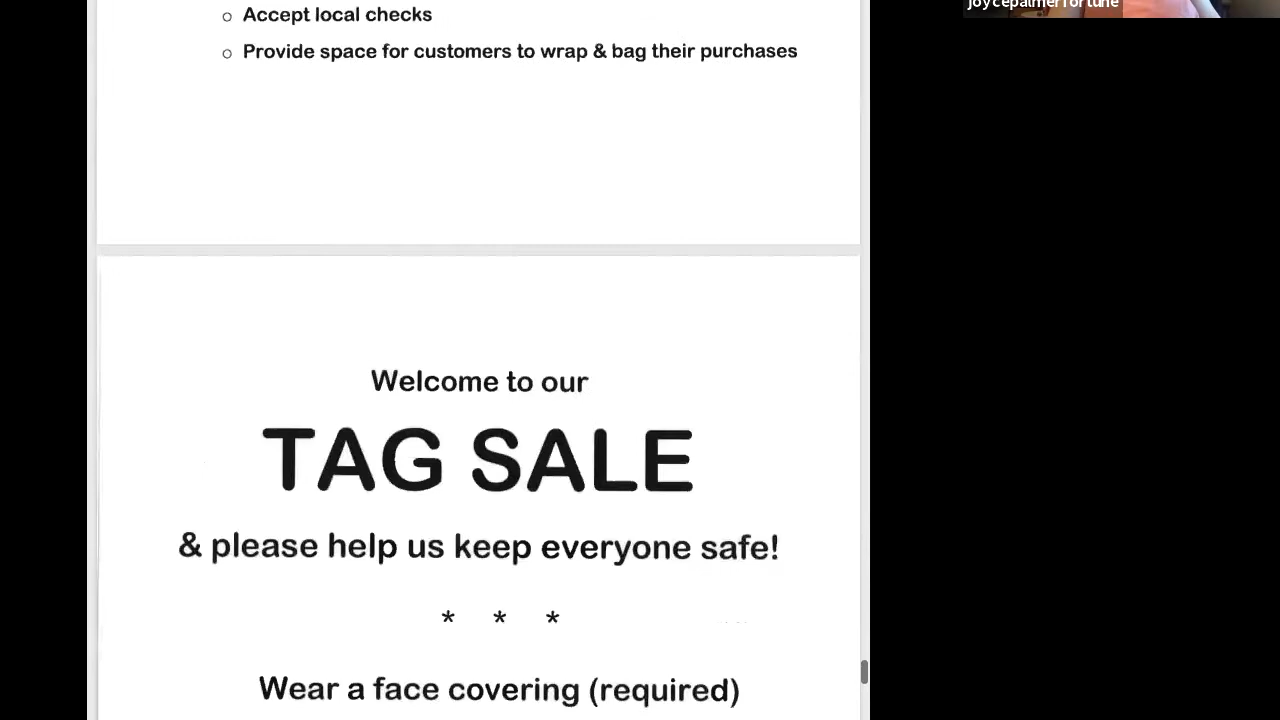 joycepalmerfortune
○ Accept local checks
○ Provide space for customers to wrap & bag their purchases
Welcome to our
TAG SALE
& please help us keep everyone safe!
* * *
Wear a face covering (required)